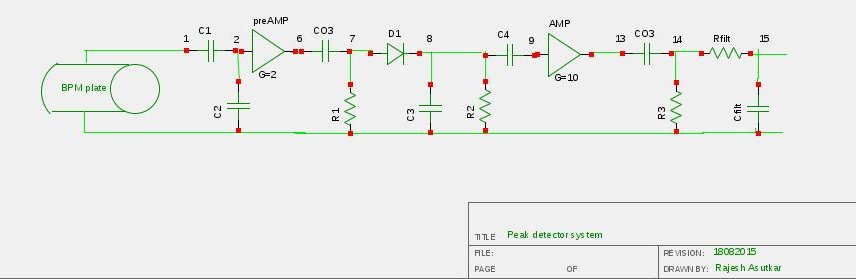 preAMP
AMP
1
C1
2
6
CO3
7
D1
8
C4
9
13
CO3
14
Rfilt
15
BPM plate
G=2
G=10
C2
R1
C3
R2
R3
Cfilt
TITLE Peak detector system
FILE:
REVISION: 18082015
PAGE OF
DRAWN BY: Rajesh Asutkar